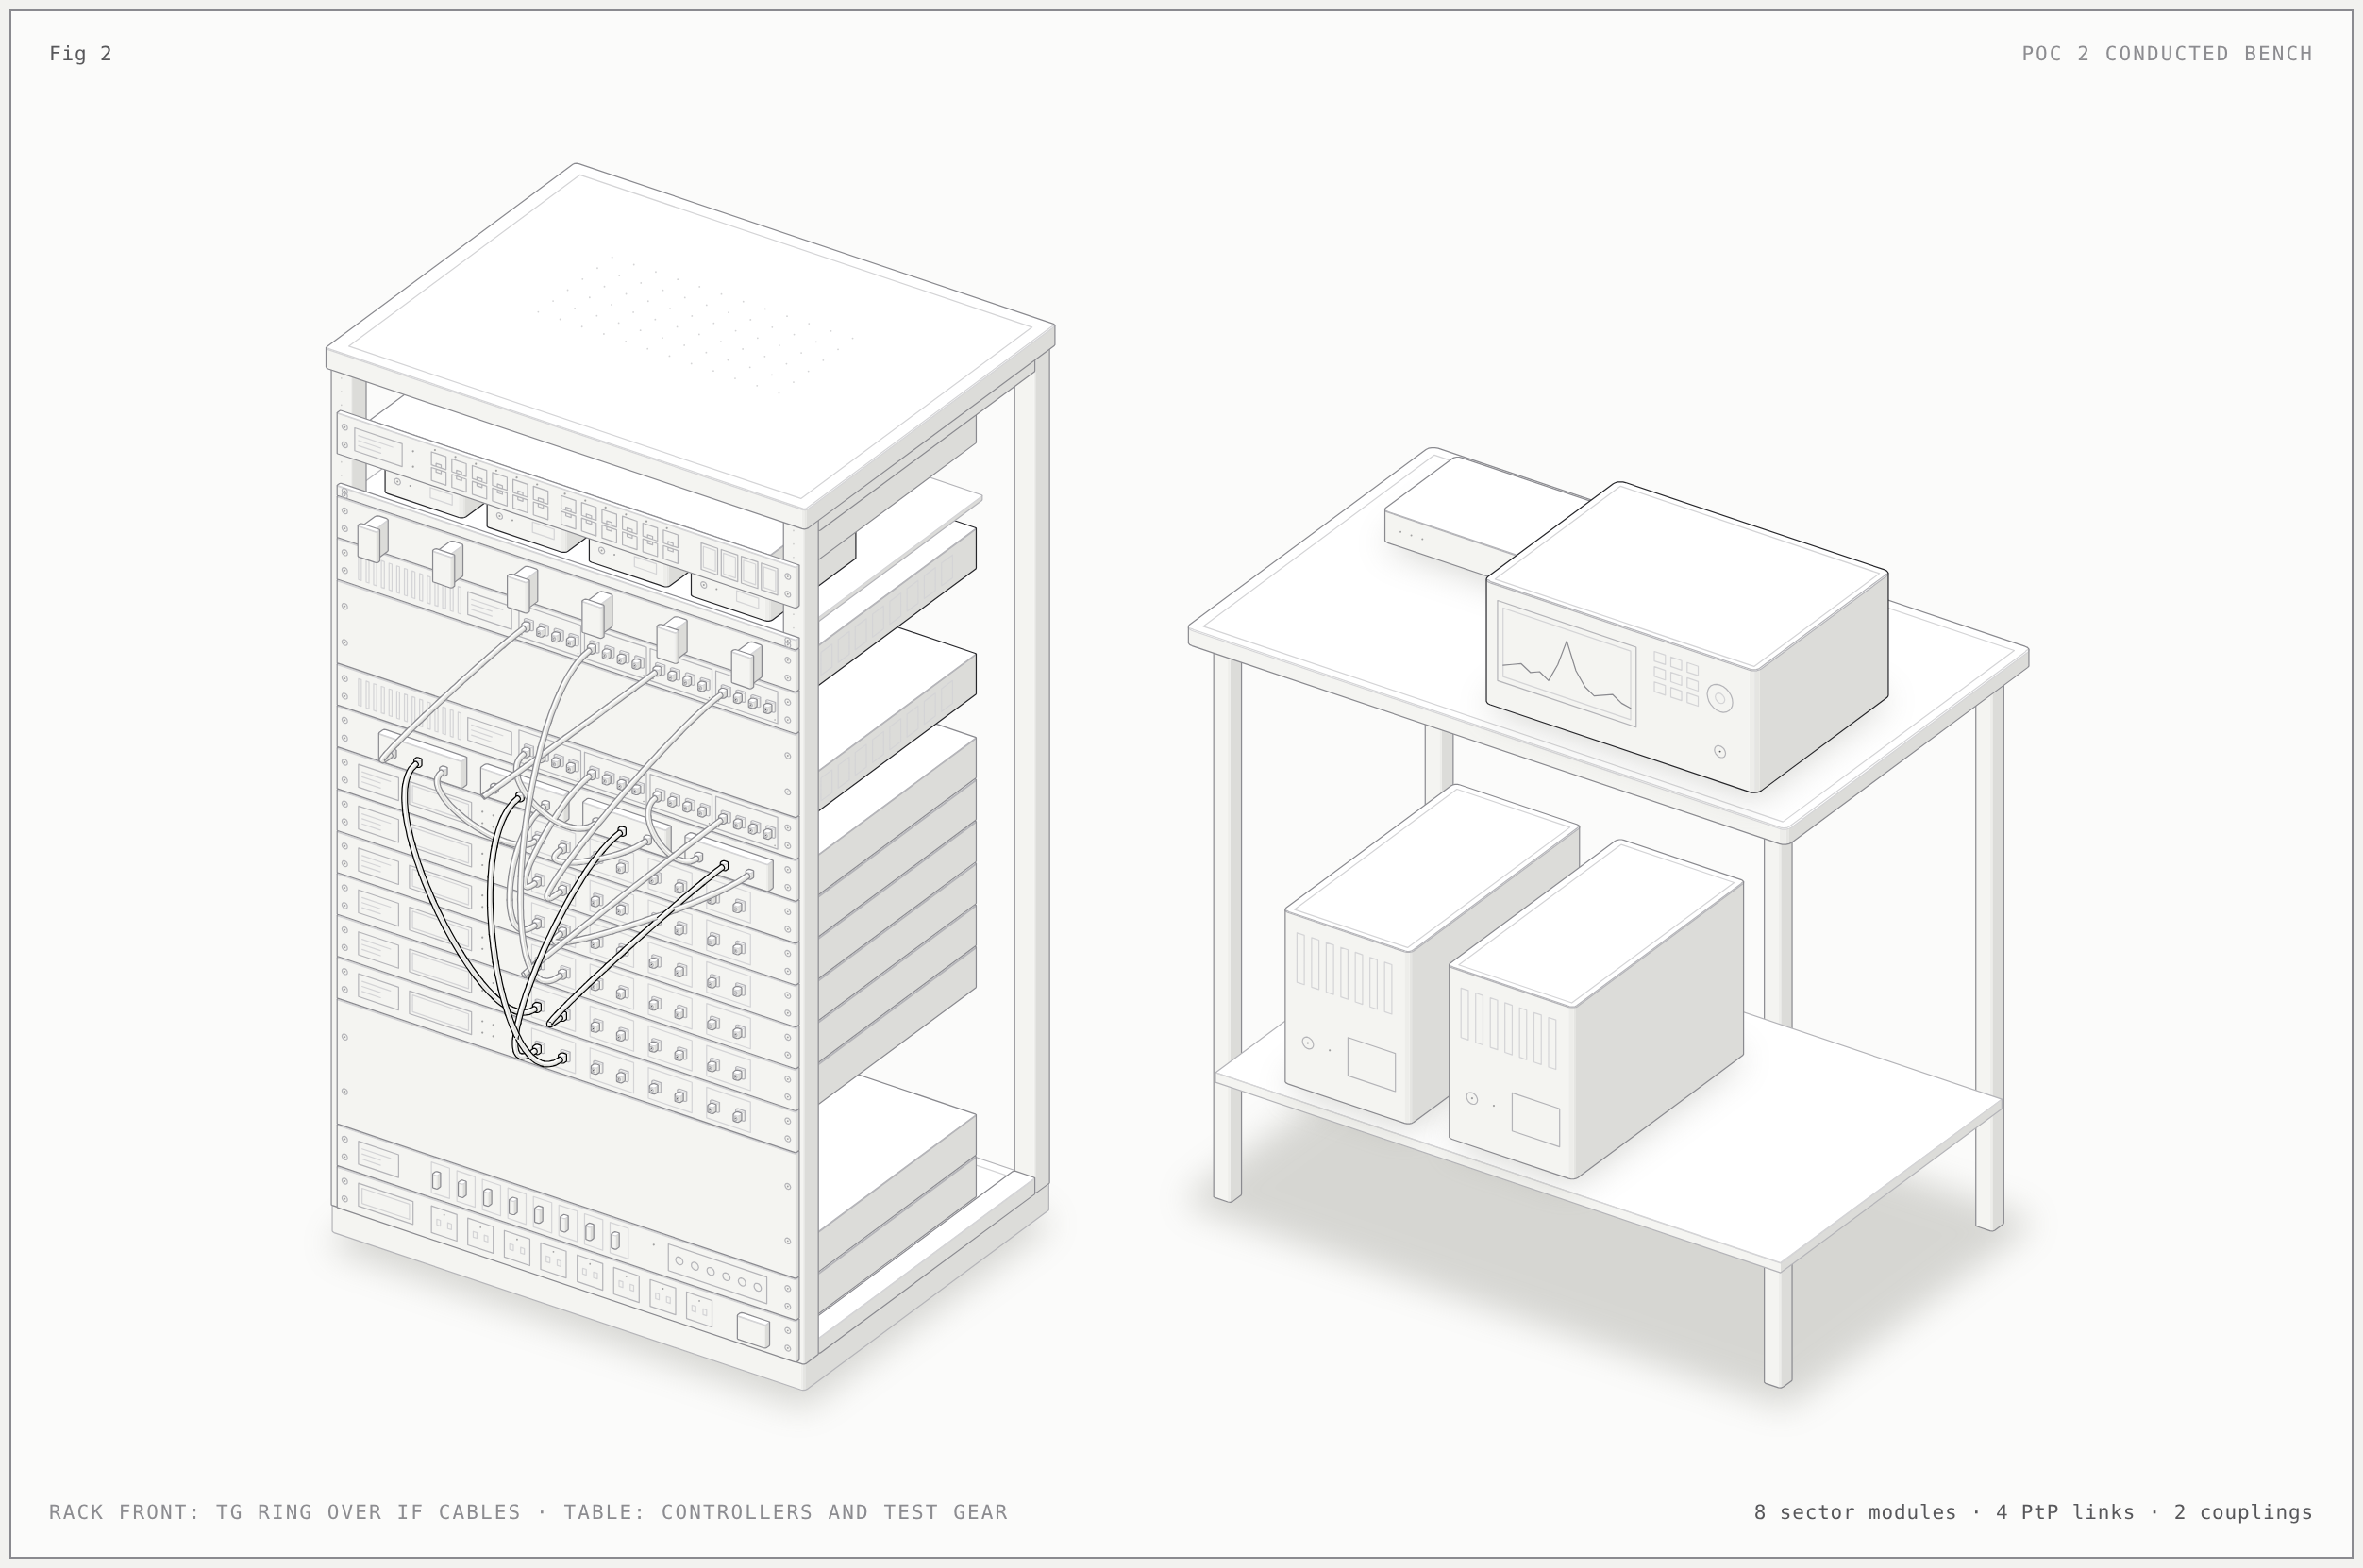 Fig 2
POC 2 CONDUCTED BENCH
RACK FRONT: TG RING OVER IF CABLES · TABLE: CONTROLLERS AND TEST GEAR
8 sector modules · 4 PtP links · 2 couplings